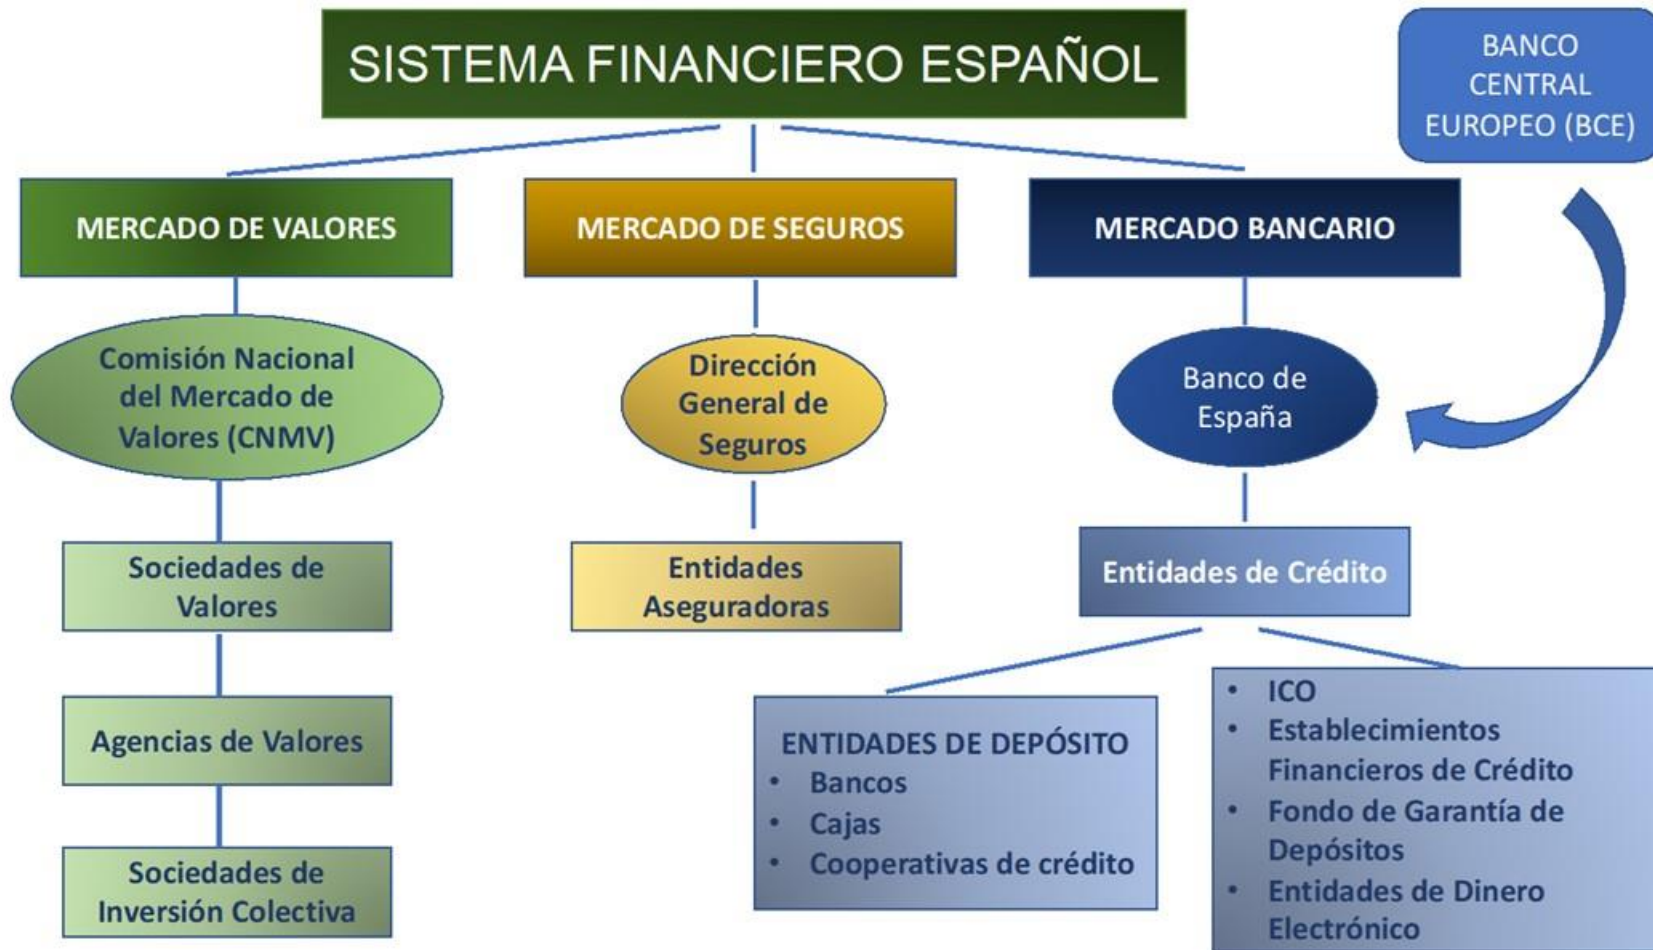 SISTEMA FINANCIERO ESPAÑOL
BANCO
CENTRAL
EUROPEO (BCE)
MERCADO DE VALORES
MERCADO DE SEGUROS
MERCADO BANCARIO
Comisión Nacional
del Mercado de
Valores (CNMV)
Dirección
General de
Seguros
Banco de
España
Sociedades de
Valores
Entidades
Aseguradoras
Entidades de Crédito
Agencias de Valores
Sociedades de
Inversión Colectiva
ENTIDADES DE DEPÓSITO
• Bancos
• Cajas
• Cooperativas de crédito
• ICO
• Establecimientos
Financieros de Crédito
• Fondo de Garantía de
Depósitos
• Entidades de Dinero
Electrónico